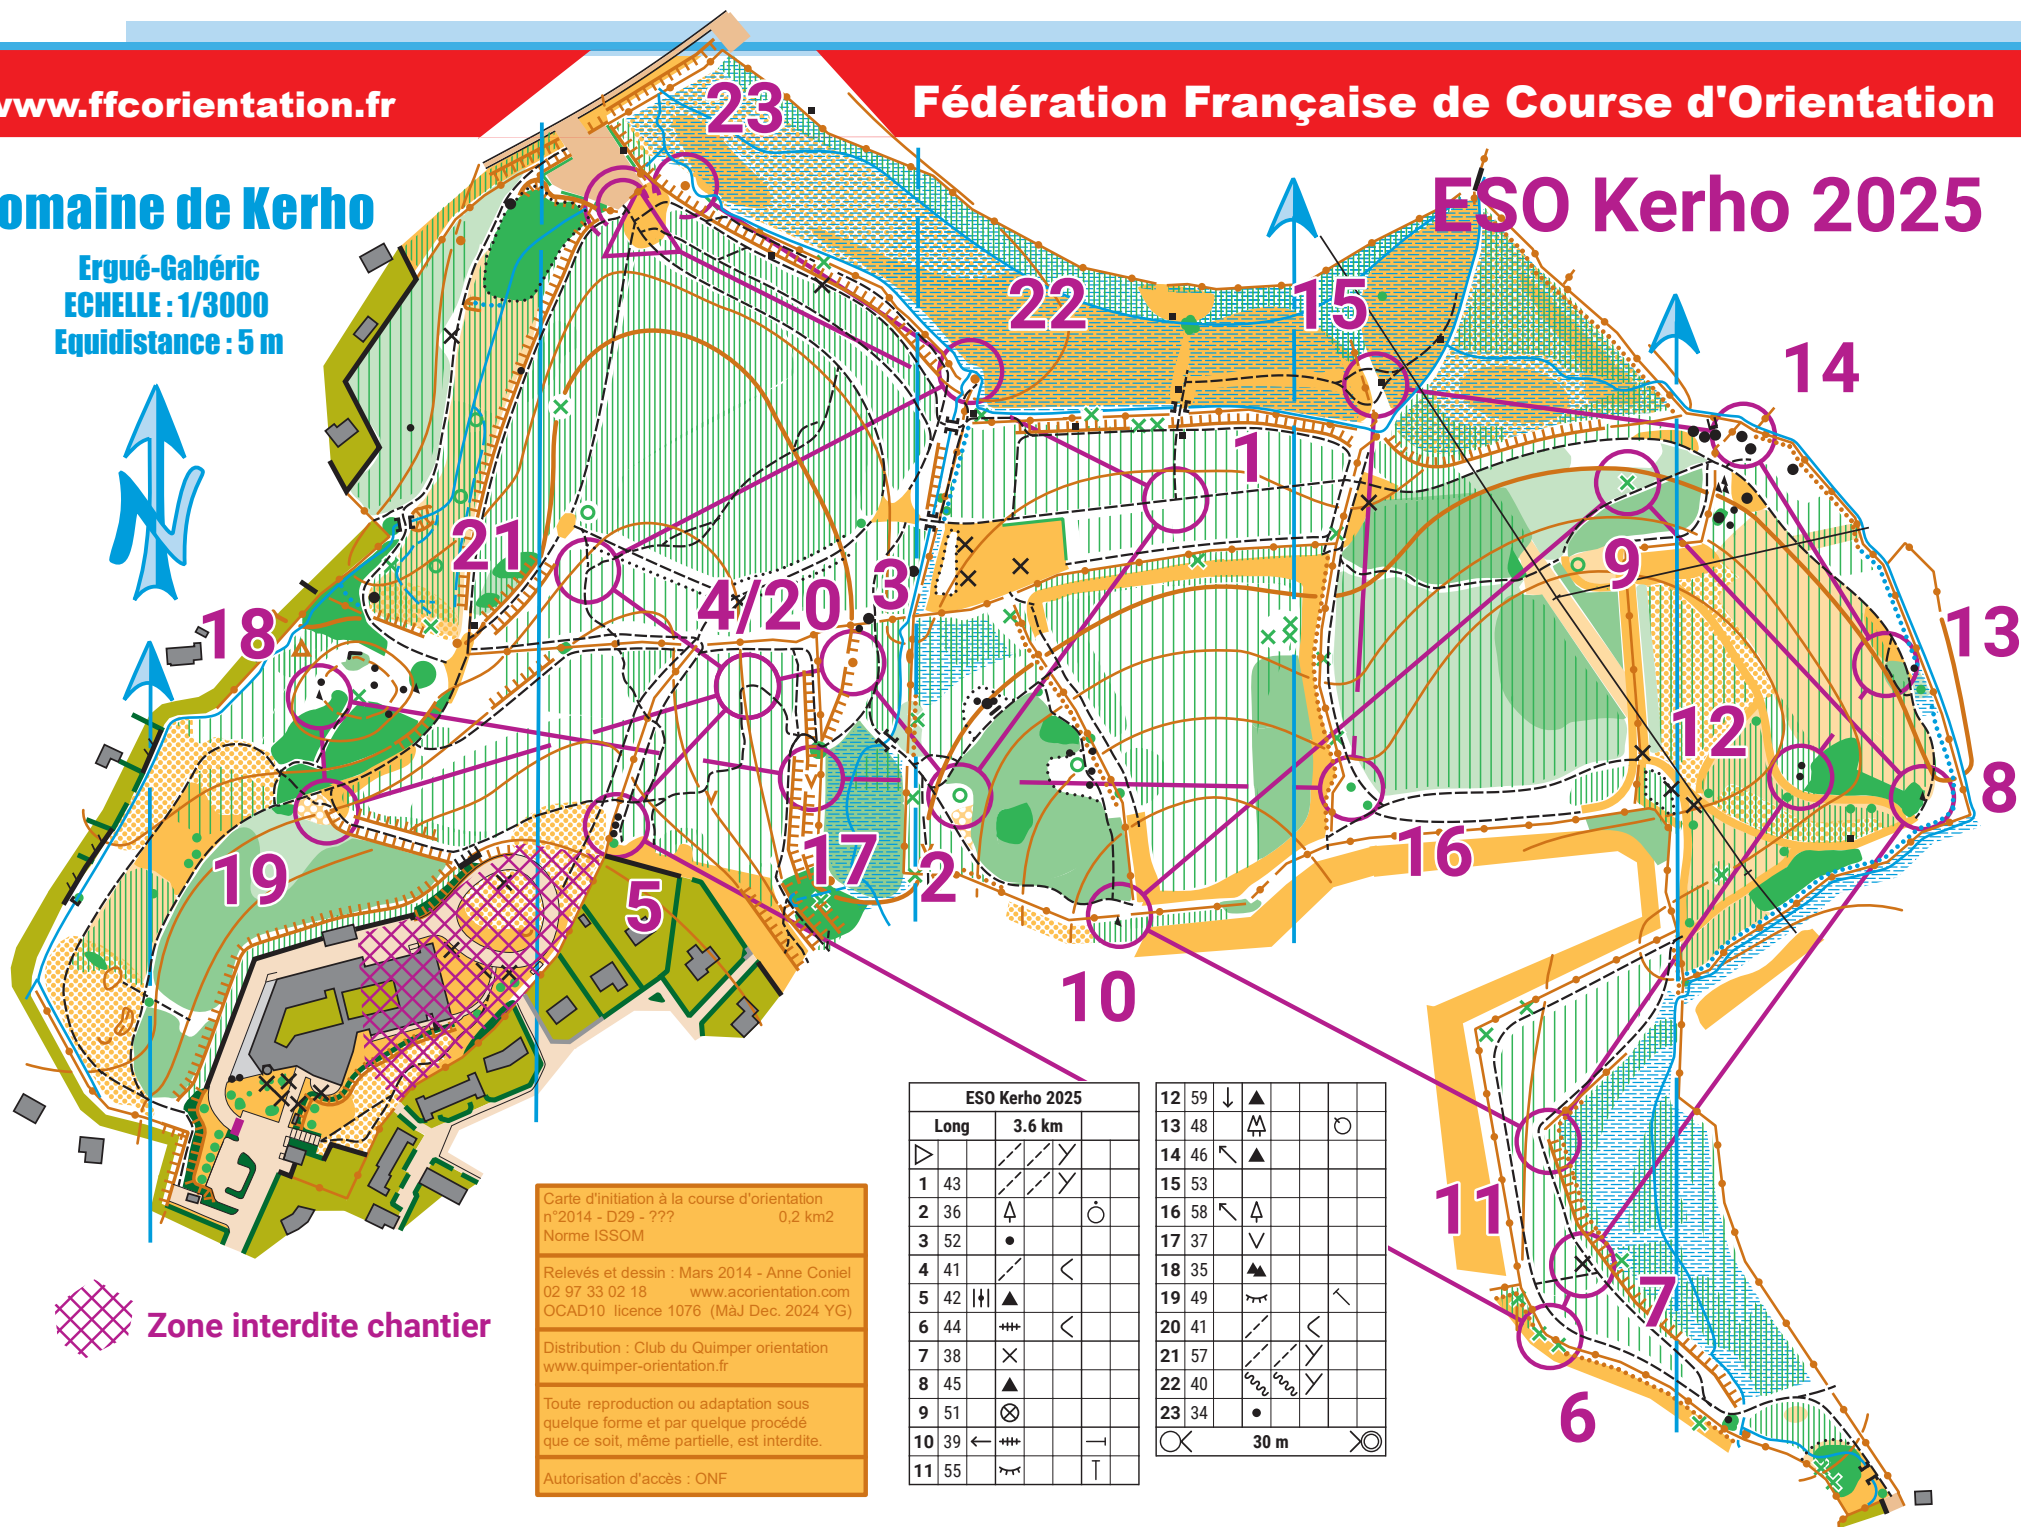 www.ffcorientation.fr
Fédération Française de Course d'Orientation
omaine de Kerho
Ergué-Gabéric
ECHELLE : 1/3000
Equidistance : 5 m
ESO Kerho 2025
N
23
22
15
14
1
21
9
3
4/20
18
13
12
8
17
16
2
19
5
10
11
7
6
Zone interdite chantier
Carte d'initiation à la course d'orientation
n°2014 - D29 - ??? 0,2 km2
Norme ISSOM
Relevés et dessin : Mars 2014 - Anne Coniel
02 97 33 02 18 www.acorientation.com
OCAD10 licence 1076 (MàJ Dec. 2024 YG)
Distribution : Club du Quimper orientation
www.quimper-orientation.fr
Toute reproduction ou adaptation sous
quelque forme et par quelque procédé
que ce soit, même partielle, est interdite.
Autorisation d'accès : ONF
ESO Kerho 2025
Long 3.6 km
1 43
2 36
3 52
4 41
5 42
6 44
7 38
8 45
9 51
10 39
11 55
12 59
13 48
14 46
15 53
16 58
17 37
18 35
19 49
20 41
21 57
22 40
23 34
30 m